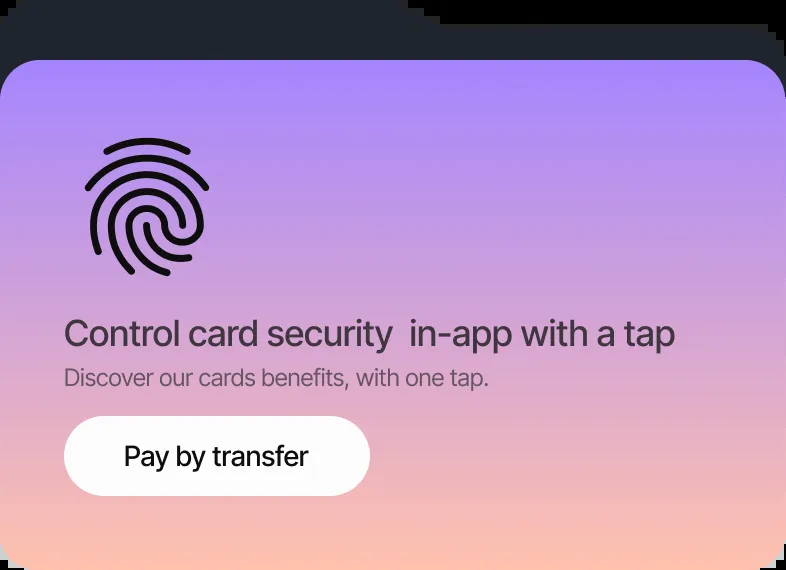 Control card security  in-app with a tap
Discover our cards benefits, with one tap.
Pay by transfer